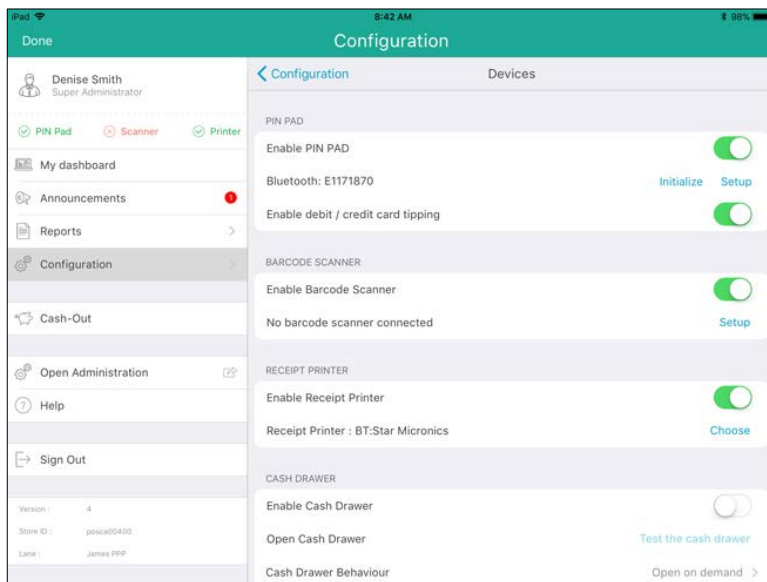 iPad 8:42 AM 98%
Done Configuration
Denise Smith
Super Administrator
PIN Pad Scanner Printer
My dashboard
Announcements 1
Reports
Configuration
Cash-Out
Open Administration
Help
Sign Out
Version : 4
Store ID : posca00400
Lane : James PPP
Configuration Devices
PIN PAD
Enable PIN PAD
Bluetooth: E1171870 Initialize Setup
Enable debit / credit card tipping
BARCODE SCANNER
Enable Barcode Scanner
No barcode scanner connected Setup
RECEIPT PRINTER
Enable Receipt Printer
Receipt Printer : BT:Star Micronics Choose
CASH DRAWER
Enable Cash Drawer
Open Cash Drawer Test the cash drawer
Cash Drawer Behaviour Open on demand